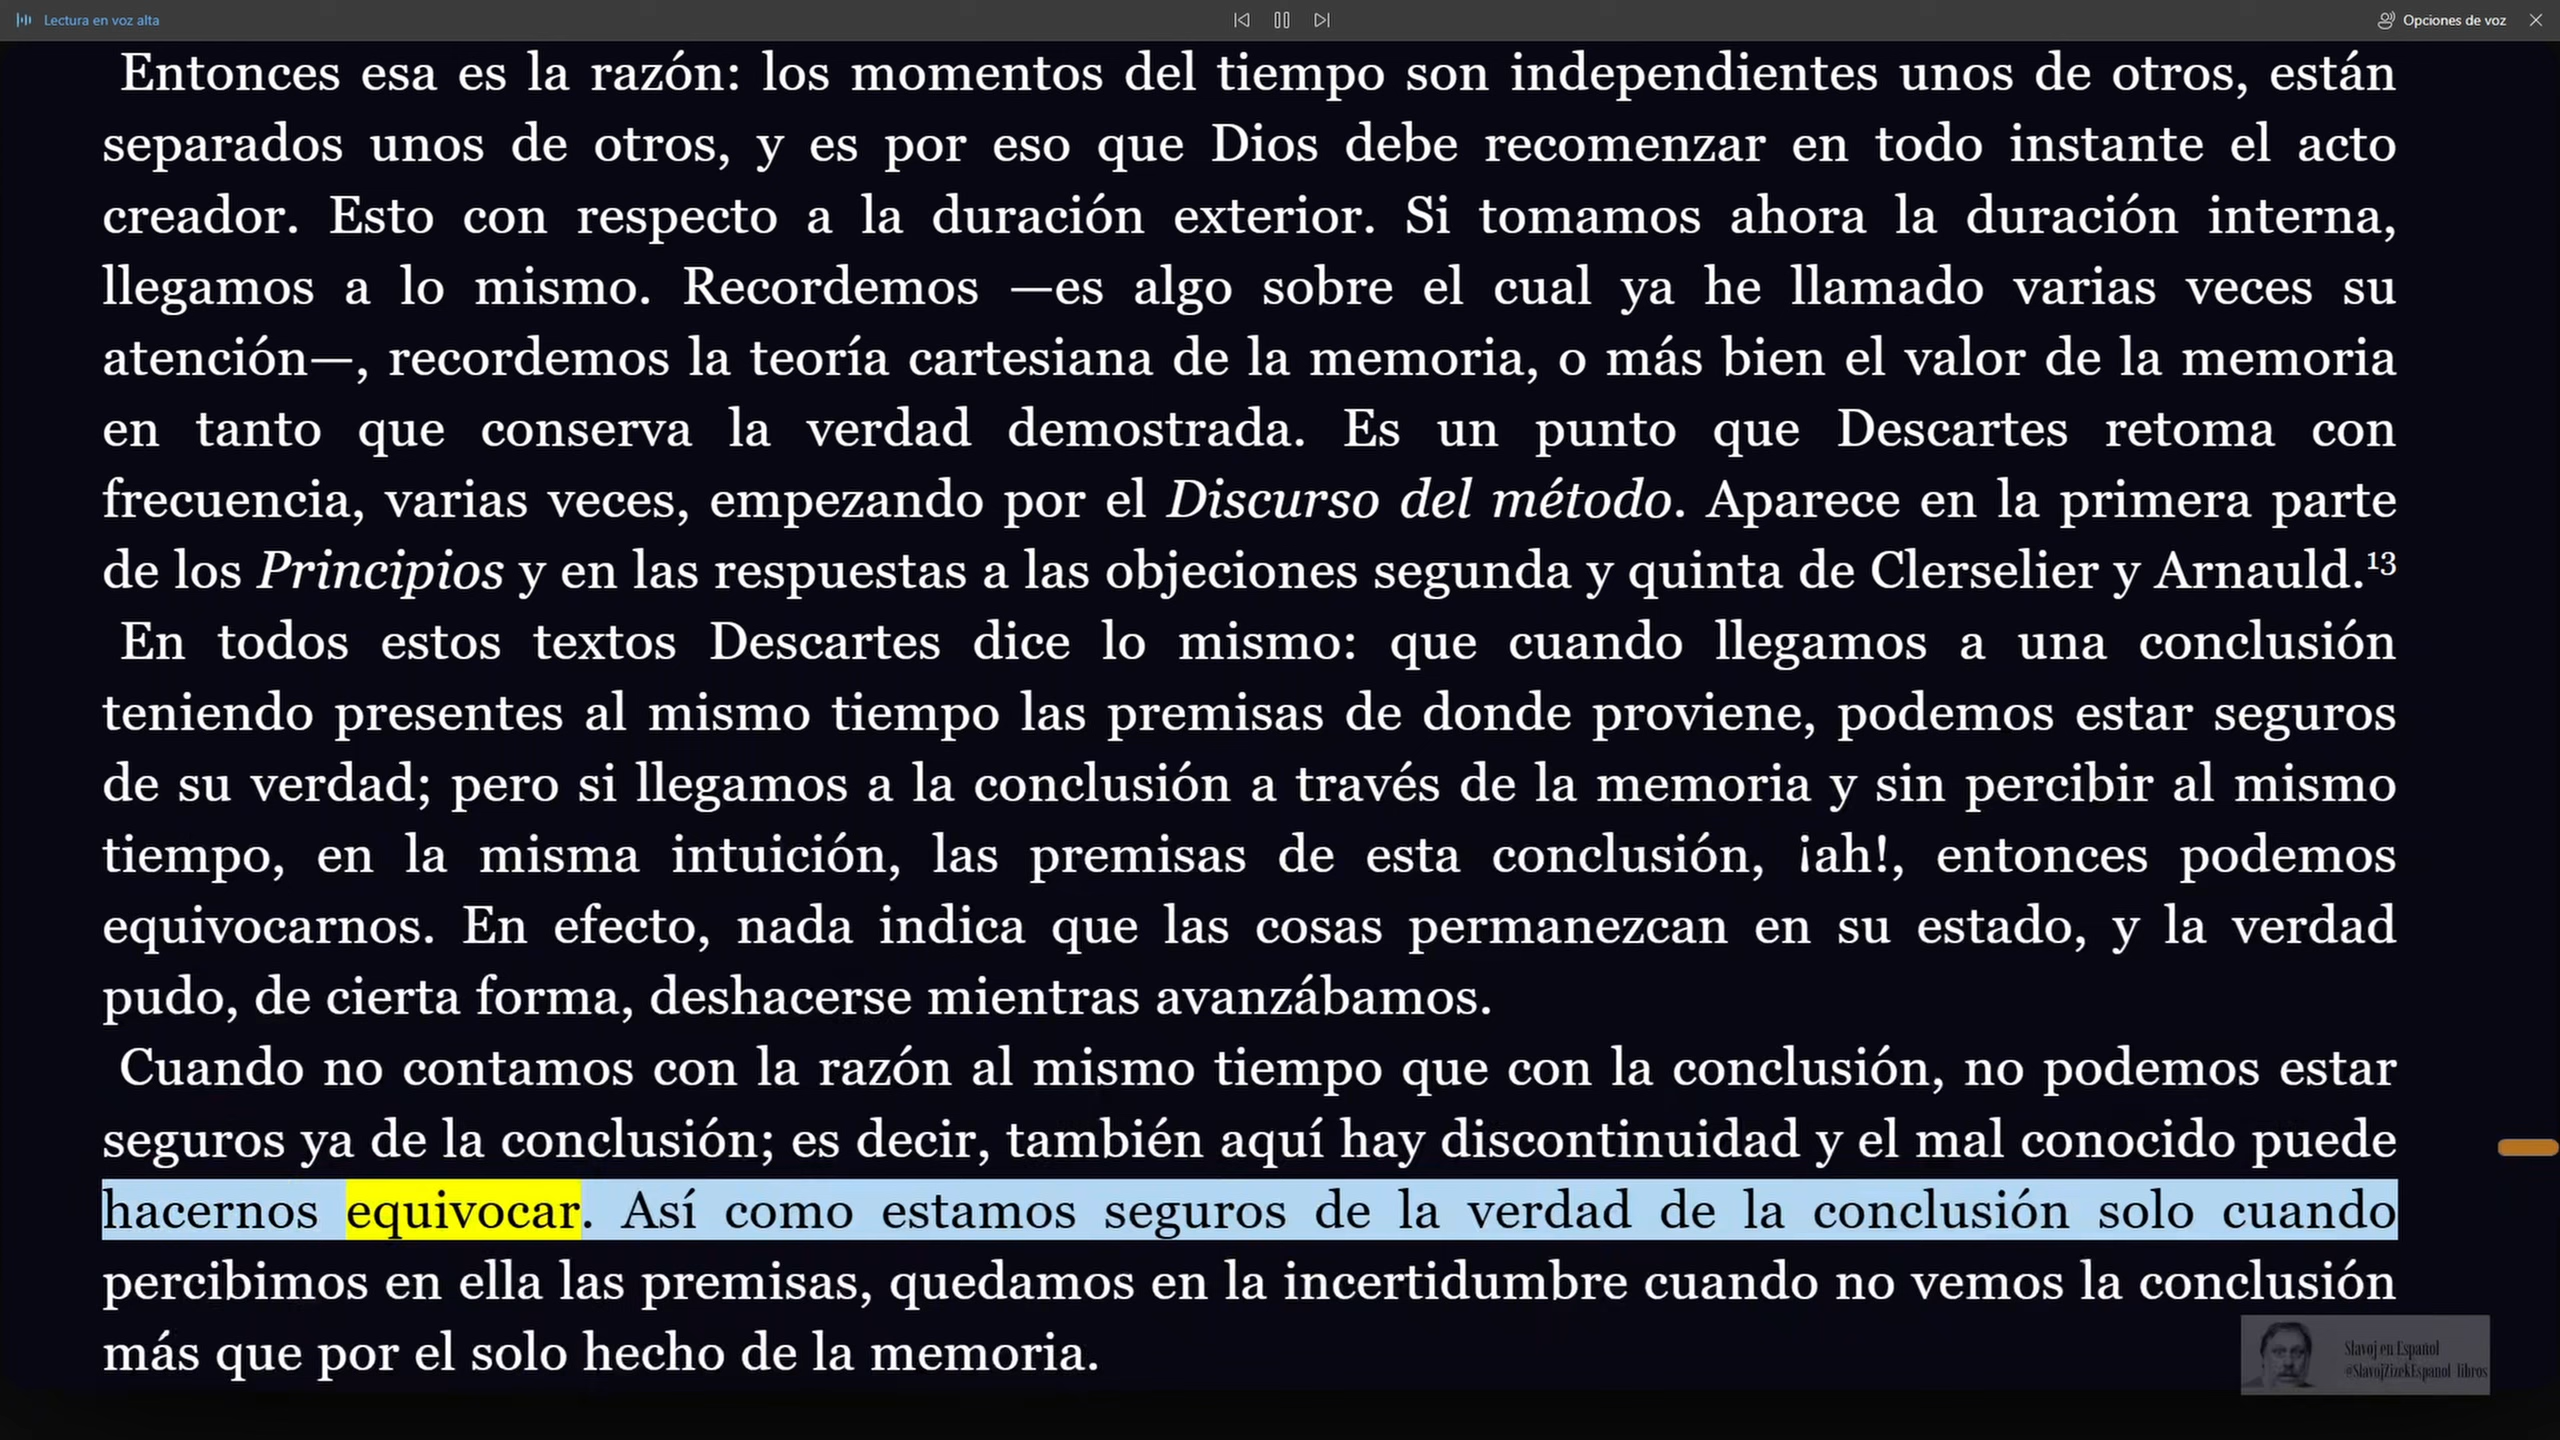 Lectura en voz alta
Opciones de voz
Entonces esa es la razón: los momentos del tiempo son independientes unos de otros, están
separados unos de otros, y es por eso que Dios debe recomenzar en todo instante el acto
creador. Esto con respecto a la duración exterior. Si tomamos ahora la duración interna,
llegamos a lo mismo. Recordemos —es algo sobre el cual ya he llamado varias veces su
atención—, recordemos la teoría cartesiana de la memoria, o más bien el valor de la memoria
en tanto que conserva la verdad demostrada. Es un punto que Descartes retoma con
frecuencia, varias veces, empezando por el Discurso del método. Aparece en la primera parte
de los Principios y en las respuestas a las objeciones segunda y quinta de Clerselier y Arnauld.¹³
En todos estos textos Descartes dice lo mismo: que cuando llegamos a una conclusión
teniendo presentes al mismo tiempo las premisas de donde proviene, podemos estar seguros
de su verdad; pero si llegamos a la conclusión a través de la memoria y sin percibir al mismo
tiempo, en la misma intuición, las premisas de esta conclusión, ¡ah!, entonces podemos
equivocarnos. En efecto, nada indica que las cosas permanezcan en su estado, y la verdad
pudo, de cierta forma, deshacerse mientras avanzábamos.
Cuando no contamos con la razón al mismo tiempo que con la conclusión, no podemos estar
seguros ya de la conclusión; es decir, también aquí hay discontinuidad y el mal conocido puede
hacernos equivocar. Así como estamos seguros de la verdad de la conclusión solo cuando
percibimos en ella las premisas, quedamos en la incertidumbre cuando no vemos la conclusión
más que por el solo hecho de la memoria.
Slavoj en Español
@SlavojZizekEspanol-libros